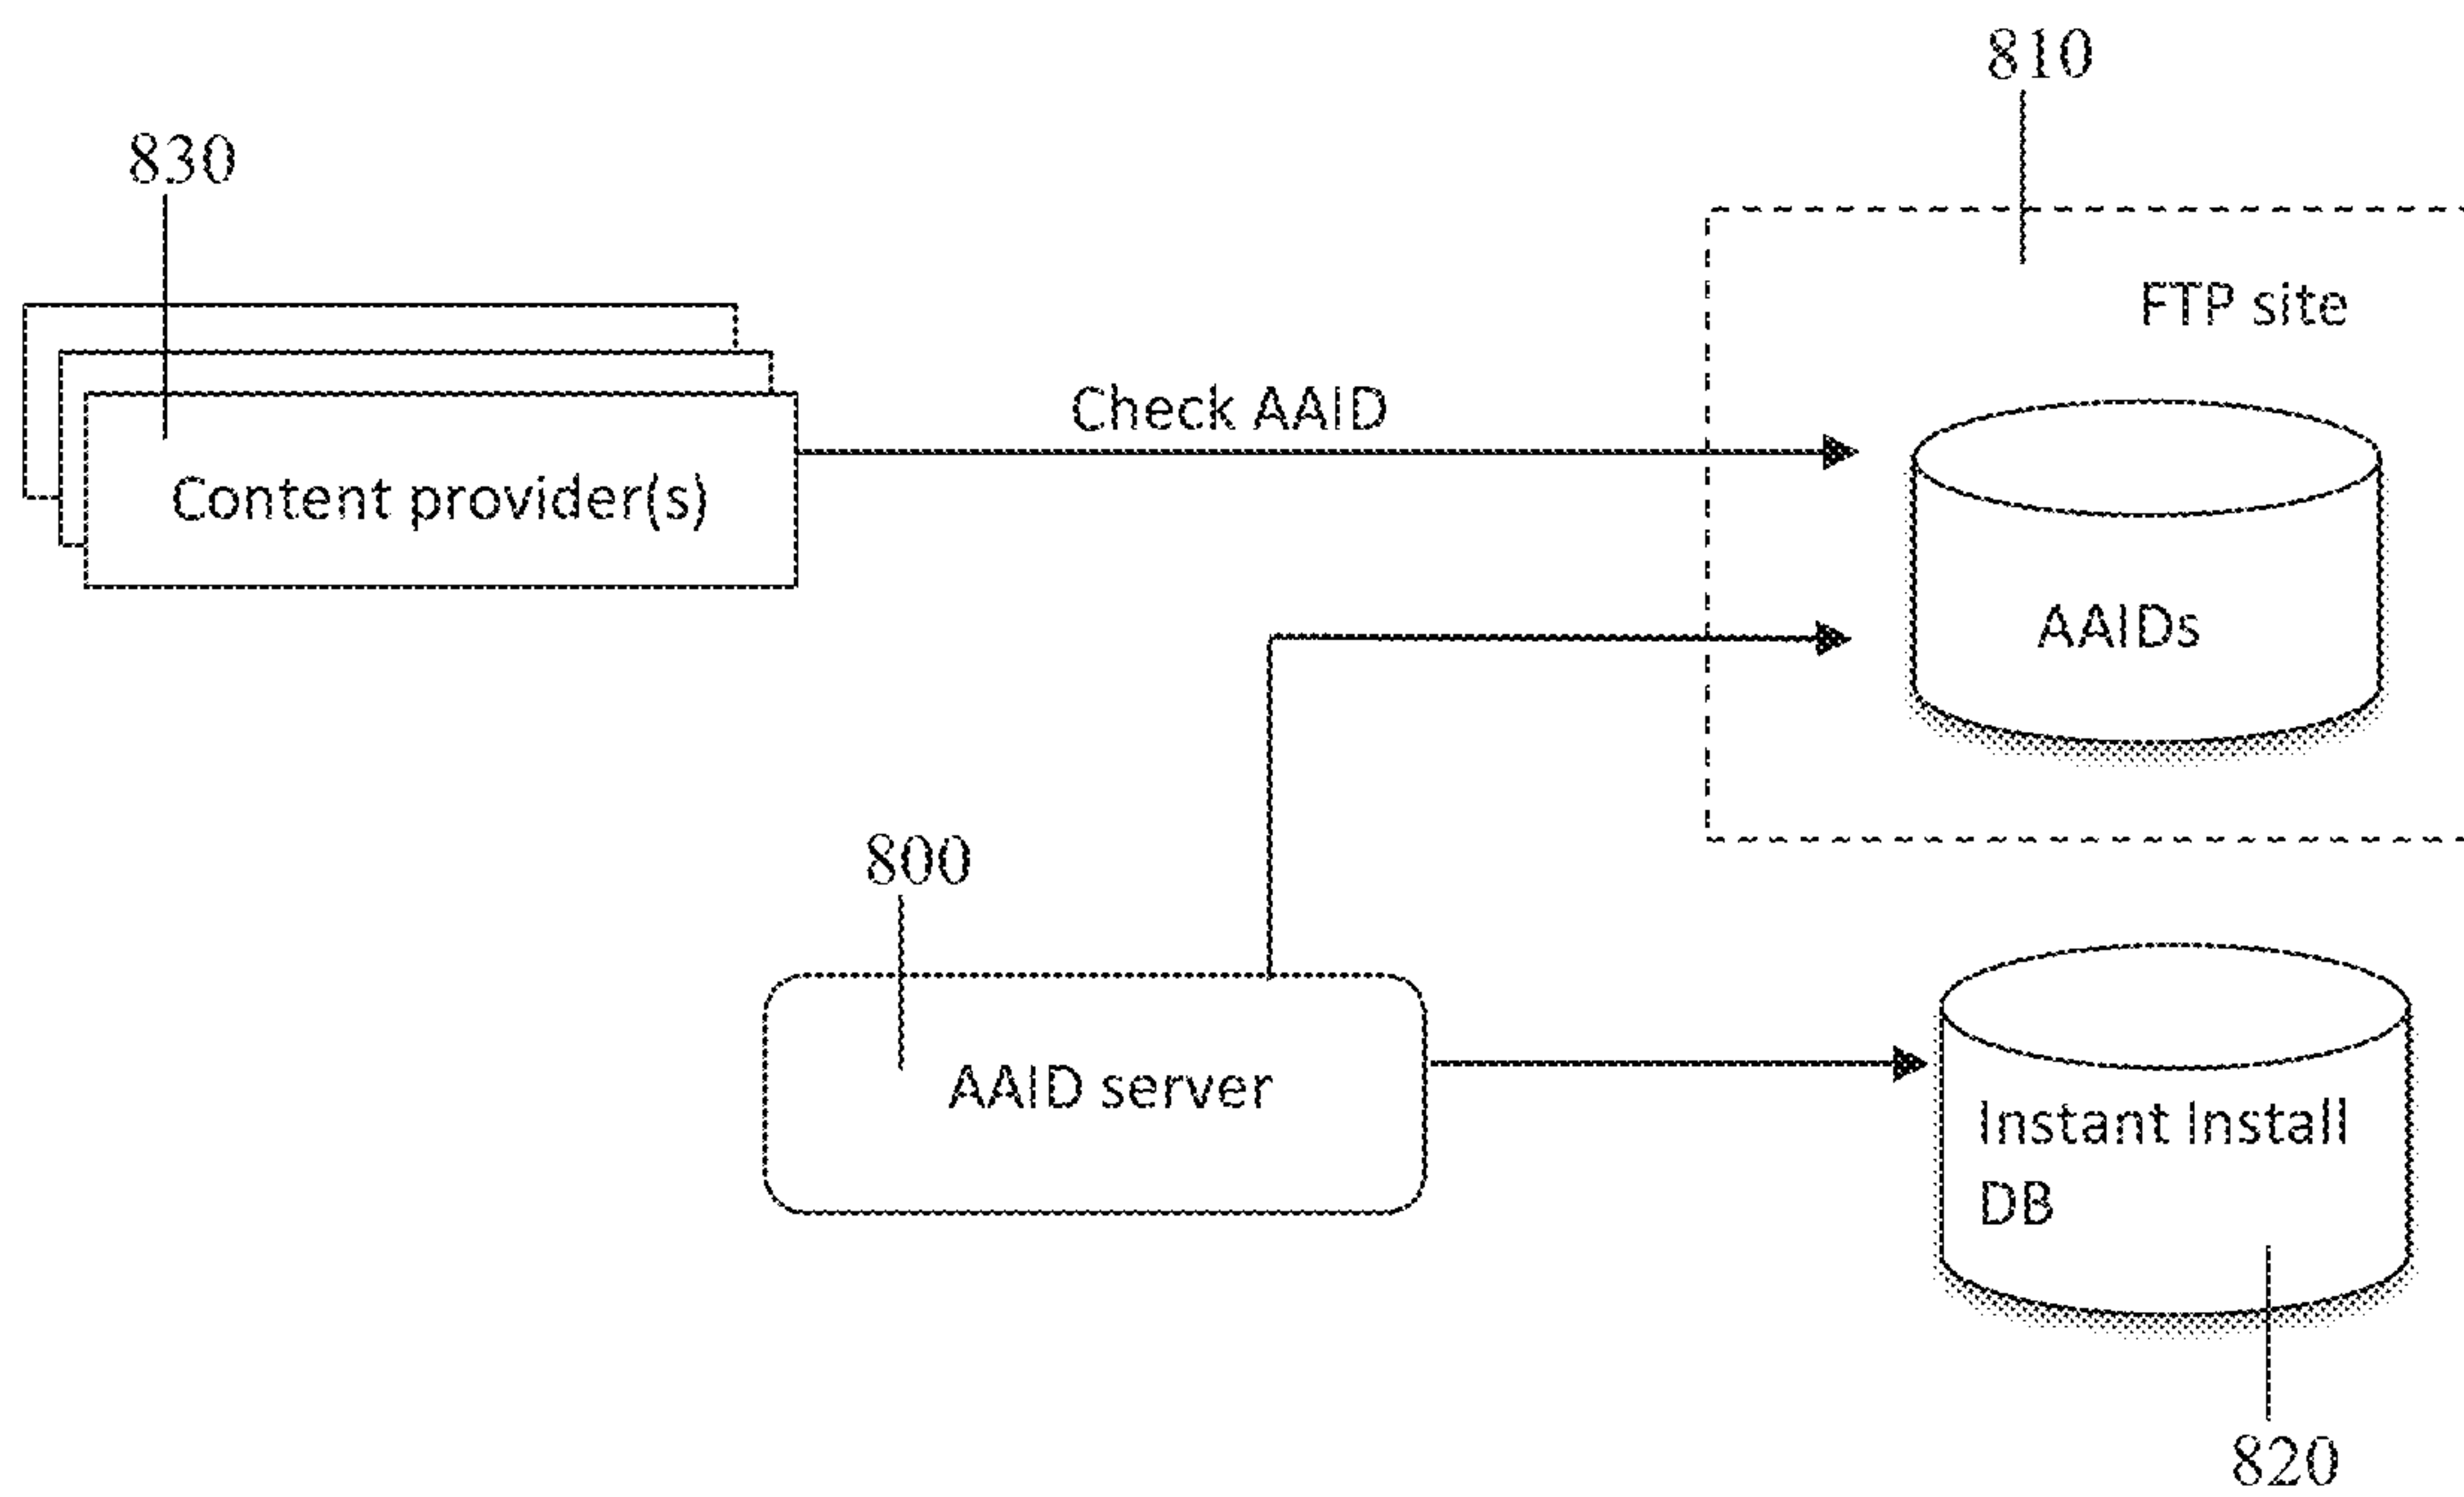 810
830
FTP site
Check AAID
Content provider(s)
AAIDs
800
AAID server
Instant Install
DB
820